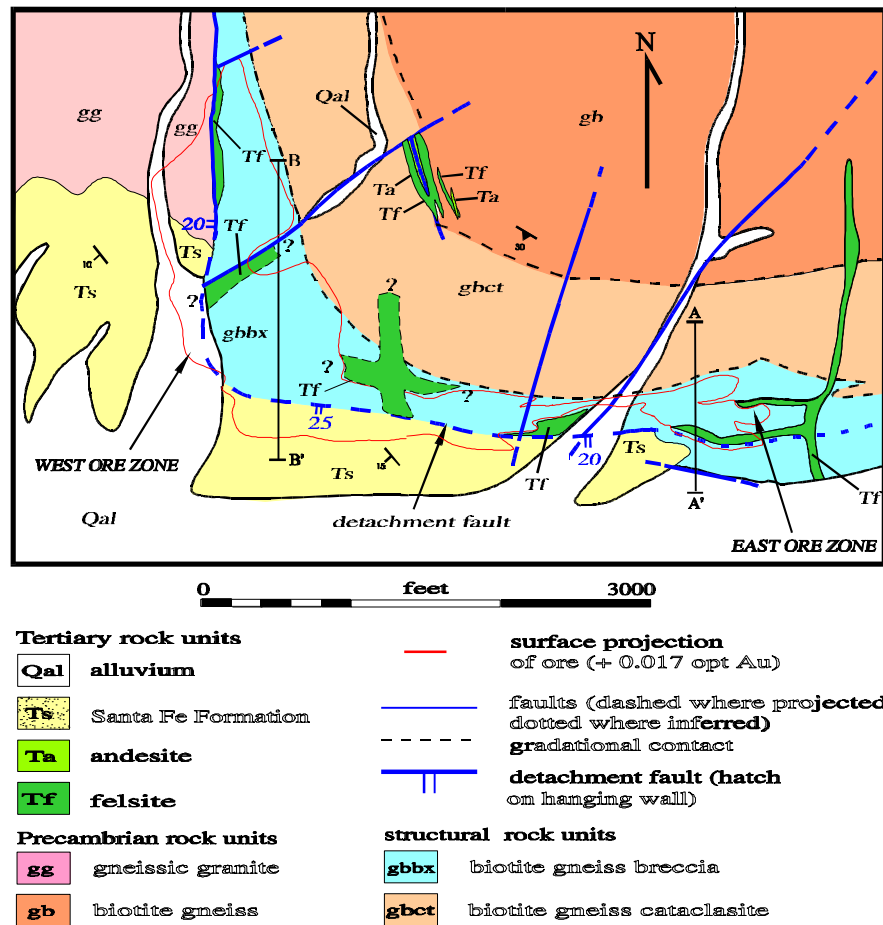 N
gg
gg
Qal
gb
B
Tf
Tf
Ta
Ta
Tf
20
Tf
?
30
Ts
10
Ts
?
?
gbct
gbbx
A
?
Tf
?
25
20
Tf
Ts
WEST ORE ZONE
B'
Ts
15
A'
Tf
Qal
detachment fault
EAST ORE ZONE
0 feet 3000
Tertiary rock units
Qal alluvium
Ts Santa Fe Formation
Ta andesite
Tf felsite
Precambrian rock units
gg gneissic granite
gb biotite gneiss
surface projection
of ore (+ 0.017 opt Au)
faults (dashed where projected
dotted where inferred)
gradational contact
detachment fault (hatch
on hanging wall)
structural rock units
gbbx biotite gneiss breccia
gbct biotite gneiss cataclasite